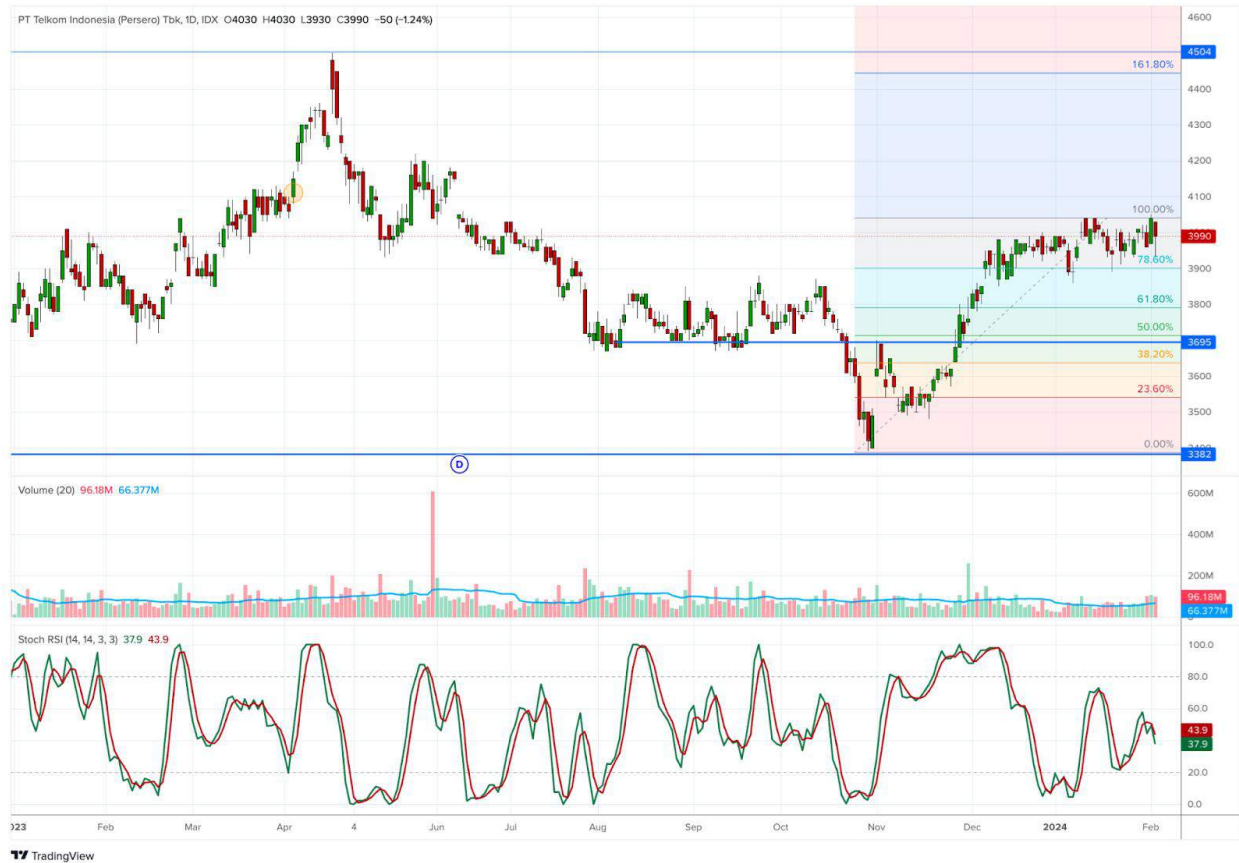 PT Telkom Indonesia (Persero) Tbk, 1D, IDX O4030 H4030 L3930 C3990 −50 (−1.24%)
4600
4504
161.80%
4400
4300
4200
4100
100.00%
3990
3900
78.60%
3800
61.80%
50.00%
3695
38.20%
3600
23.60%
3500
0.00%
3400
3382
D
Volume (20) 96.18M 66.377M
600M
400M
200M
96.18M
66.377M
0
Stoch RSI (14, 14, 3, 3) 37.9 43.9
100.0
80.0
60.0
43.9
37.9
20.0
0.0
2023 Feb Mar Apr 4 Jun Jul Aug Sep Oct Nov Dec 2024 Feb
TradingView